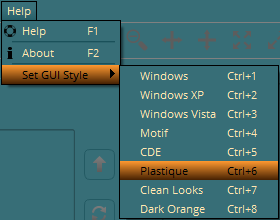 Help
Help F1
About F2
Set GUI Style
Windows Ctrl+1
Windows XP Ctrl+2
Windows Vista Ctrl+3
Motif Ctrl+4
CDE Ctrl+5
Plastique Ctrl+6
Clean Looks Ctrl+7
Dark Orange Ctrl+8